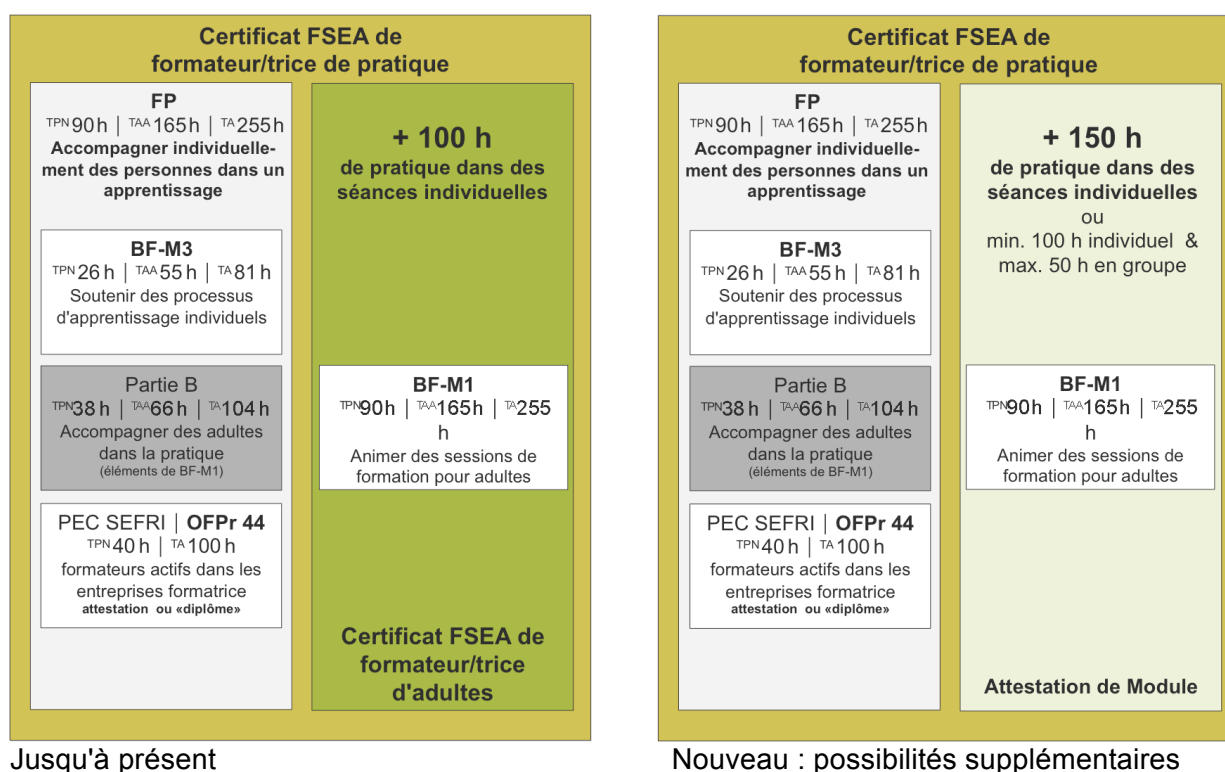 Certificat FSEA de
formateur/trice de pratique
FP
TPN 90 h | TAA 165 h | TA 255 h
Accompagner individuelle-
ment des personnes dans un
apprentissage
BF-M3
TPN 26 h | TAA 55 h | TA 81 h
Soutenir des processus
d'apprentissage individuels
Partie B
TPN 38 h | TAA 66 h | TA 104 h
Accompagner des adultes
dans la pratique
(éléments de BF-M1)
PEC SEFRI | OFPr 44
TPN 40 h | TA 100 h
formateurs actifs dans les
entreprises formatrice
attestation ou «diplôme»
+ 100 h
de pratique dans des
séances individuelles
BF-M1
TPN 90h | TAA 165h | TA 255
h
Animer des sessions de
formation pour adultes
Certificat FSEA de
formateur/trice
d'adultes
Jusqu'à présent
Certificat FSEA de
formateur/trice de pratique
FP
TPN 90 h | TAA 165 h | TA 255 h
Accompagner individuelle-
ment des personnes dans un
apprentissage
BF-M3
TPN 26 h | TAA 55 h | TA 81 h
Soutenir des processus
d'apprentissage individuels
Partie B
TPN 38 h | TAA 66 h | TA 104 h
Accompagner des adultes
dans la pratique
(éléments de BF-M1)
PEC SEFRI | OFPr 44
TPN 40 h | TA 100 h
formateurs actifs dans les
entreprises formatrice
attestation ou «diplôme»
+ 150 h
de pratique dans des
séances individuelles
ou
min. 100 h individuel &
max. 50 h en groupe
BF-M1
TPN 90h | TAA 165h | TA 255
h
Animer des sessions de
formation pour adultes
Attestation de Module
Nouveau : possibilités supplémentaires